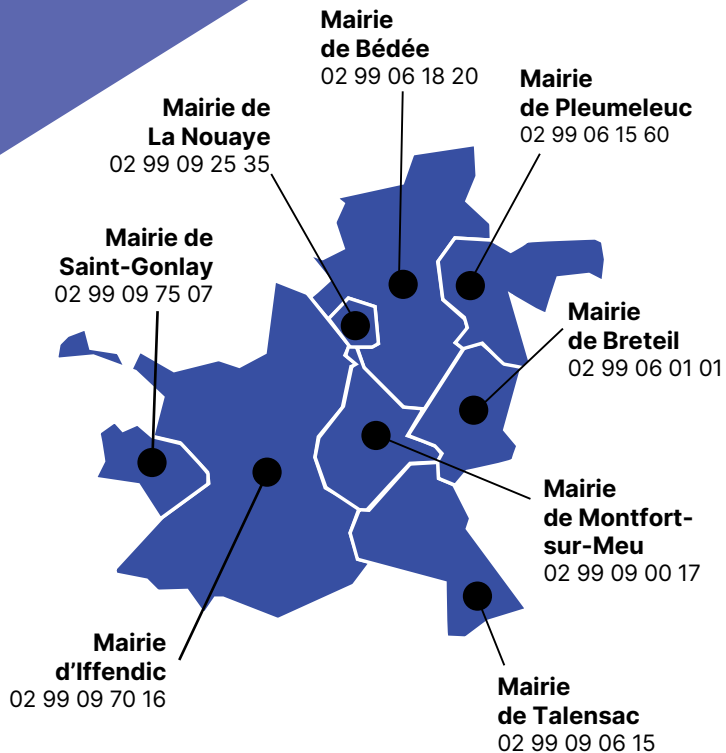 Mairie
de Bédée
02 99 06 18 20
Mairie
de Pleumeleuc
02 99 06 15 60
Mairie de
La Nouaye
02 99 09 25 35
Mairie de
Saint-Gonlay
02 99 09 75 07
Mairie
de Breteil
02 99 06 01 01
Mairie
de Montfort-
sur-Meu
02 99 09 00 17
Mairie
d'Iffendic
02 99 09 70 16
Mairie
de Talensac
02 99 09 06 15